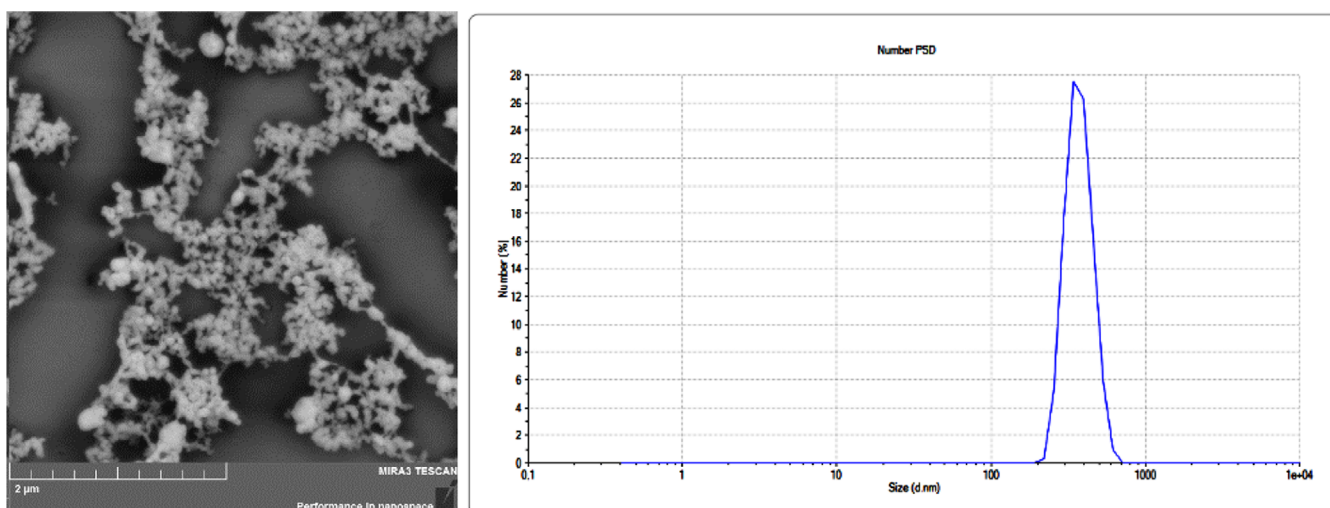 MIRA3 TESCAN
2 µm
Performance in nanospace
Number PSD
Number (%)
28
26
24
22
20
18
16
14
12
10
8
6
4
2
0
0.1 1 10 100 1000 1e+04
Size (d.nm)